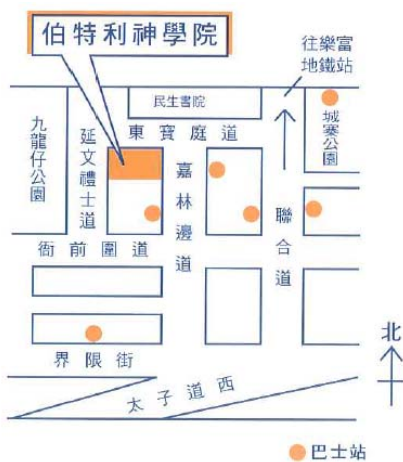 伯特利神學院
往樂富
地鐵站
民生書院
城寨公園
東寶庭道
九龍仔公園
延文禮士道
嘉林邊道
聯合道
衙前圍道
北
界限街
太子道西
巴士站